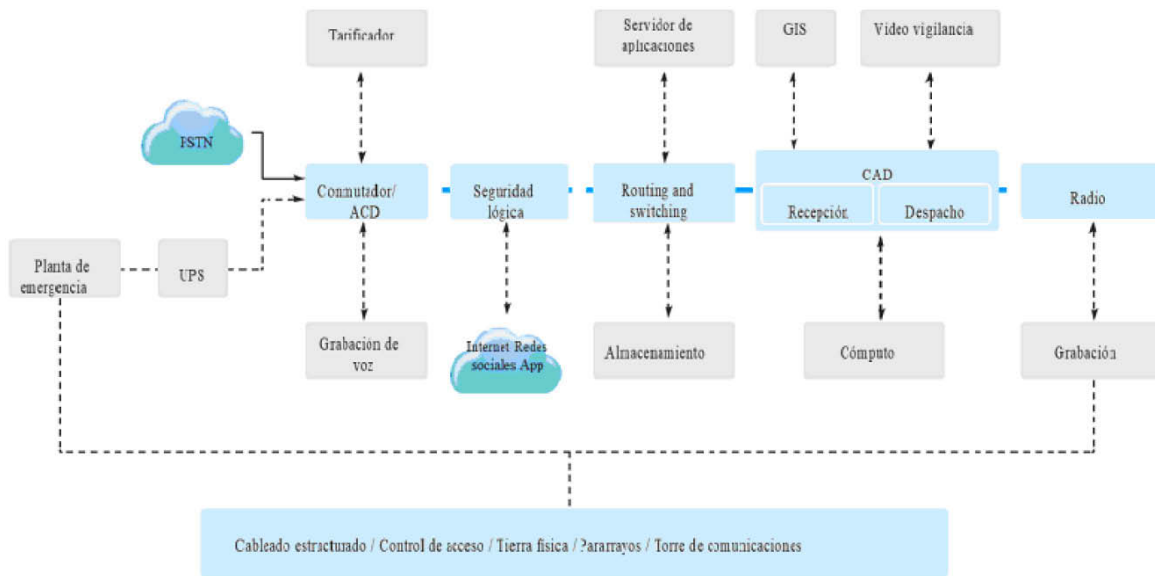 Tarificador
Servidor de
aplicaciones
GIS
Video vigilancia
PSTN
Conmutador/
ACD
Seguridad
lógica
Routing and
switching
CAD
Recepción
Despacho
Radio
Planta de
emergencia
UPS
Grabación de
voz
Internet Redes
sociales App
Almacenamiento
Cómputo
Grabación
Cableado estructurado / Control de acceso / Tierra física / Pararrayos / Torre de comunicaciones